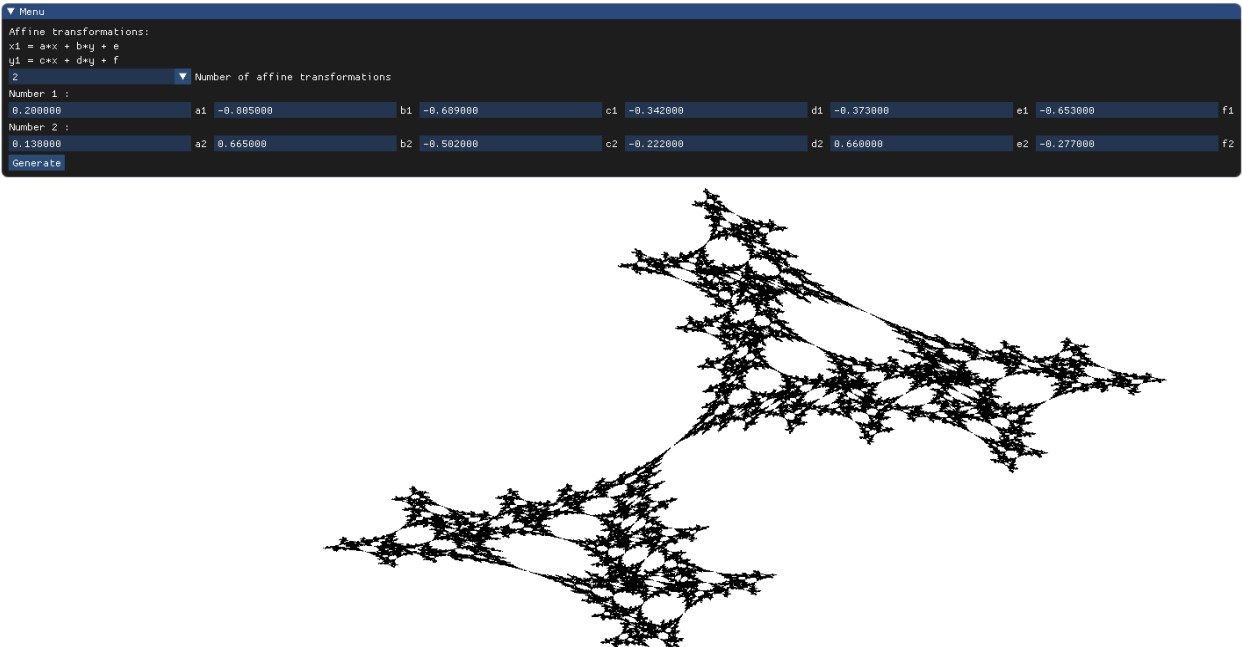 Menu
Affine transformations:
x1 = a*x + b*y + e
y1 = c*x + d*y + f
2 Number of affine transformations
Number 1 :
0.200000 a1 -0.805000 b1 -0.689000 c1 -0.342000 d1 -0.373000 e1 -0.653000 f1
Number 2 :
0.138000 a2 0.665000 b2 -0.502000 c2 -0.222000 d2 0.660000 e2 -0.277000 f2
Generate